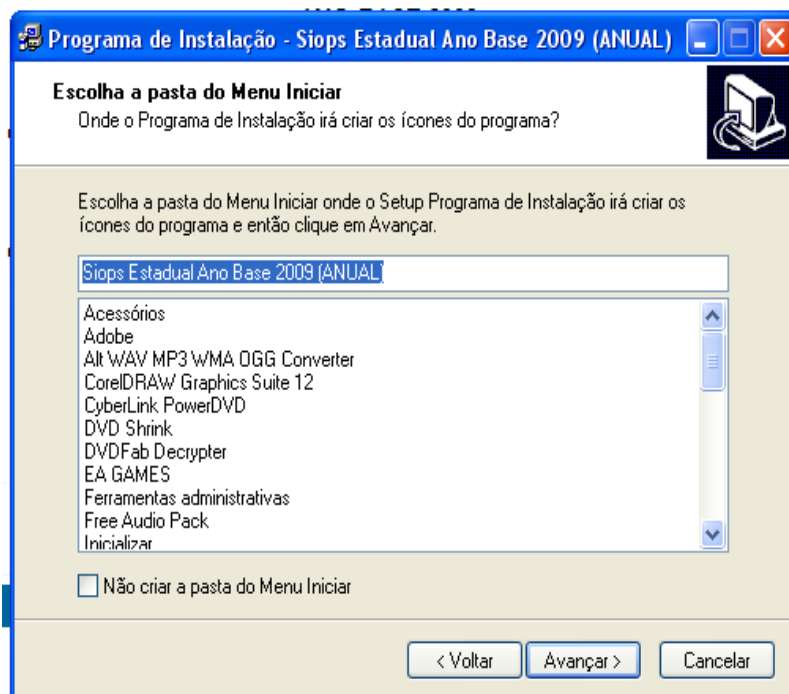 Programa de Instalação - Siops Estadual Ano Base 2009 (ANUAL)
Escolha a pasta do Menu Iniciar
Onde o Programa de Instalação irá criar os ícones do programa?
Escolha a pasta do Menu Iniciar onde o Setup Programa de Instalação irá criar os
ícones do programa e então clique em Avançar.
Siops Estadual Ano Base 2009 (ANUAL)
Acessórios
Adobe
Alt WAV MP3 WMA OGG Converter
CorelDRAW Graphics Suite 12
CyberLink PowerDVD
DVD Shrink
DVDFab Decrypter
EA GAMES
Ferramentas administrativas
Free Audio Pack
Inicializar
Não criar a pasta do Menu Iniciar
< Voltar
Avançar >
Cancelar